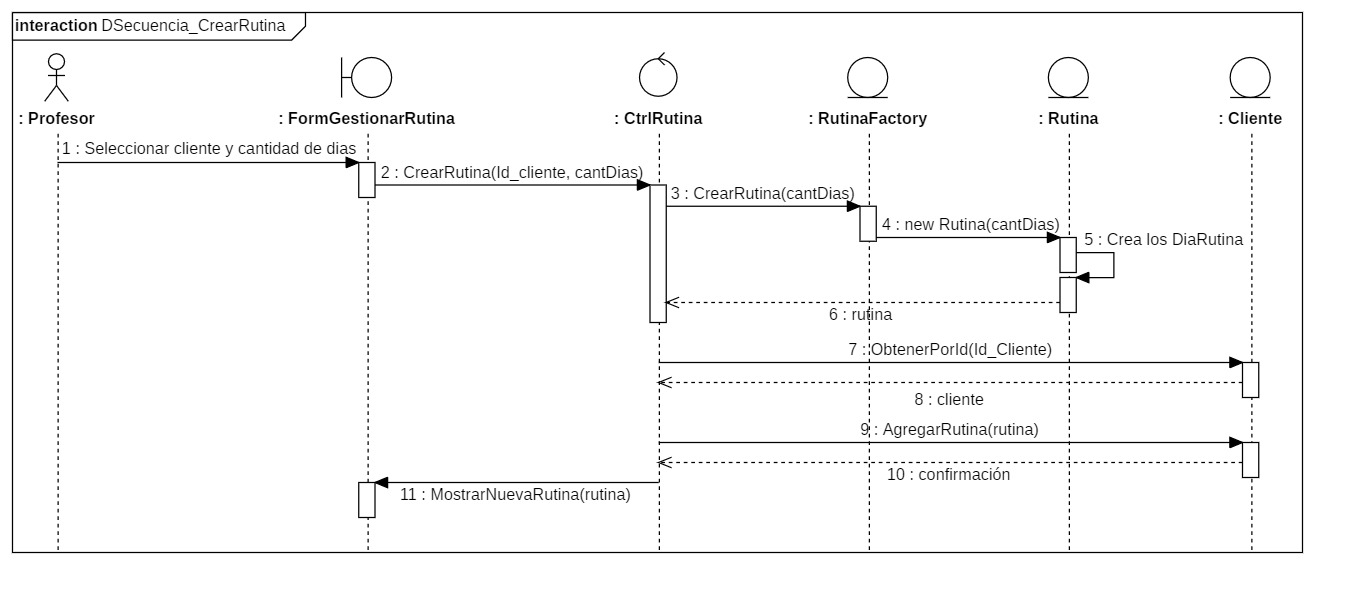 interaction DSecuencia_CrearRutina
: Profesor
: FormGestionarRutina
: CtrlRutina
: RutinaFactory
: Rutina
: Cliente
1 : Seleccionar cliente y cantidad de dias
2 : CrearRutina(Id_cliente, cantDias)
3 : CrearRutina(cantDias)
4 : new Rutina(cantDias)
5 : Crea los DiaRutina
6 : rutina
7 : ObtenerPorId(Id_Cliente)
8 : cliente
9 : AgregarRutina(rutina)
10 : confirmación
11 : MostrarNuevaRutina(rutina)